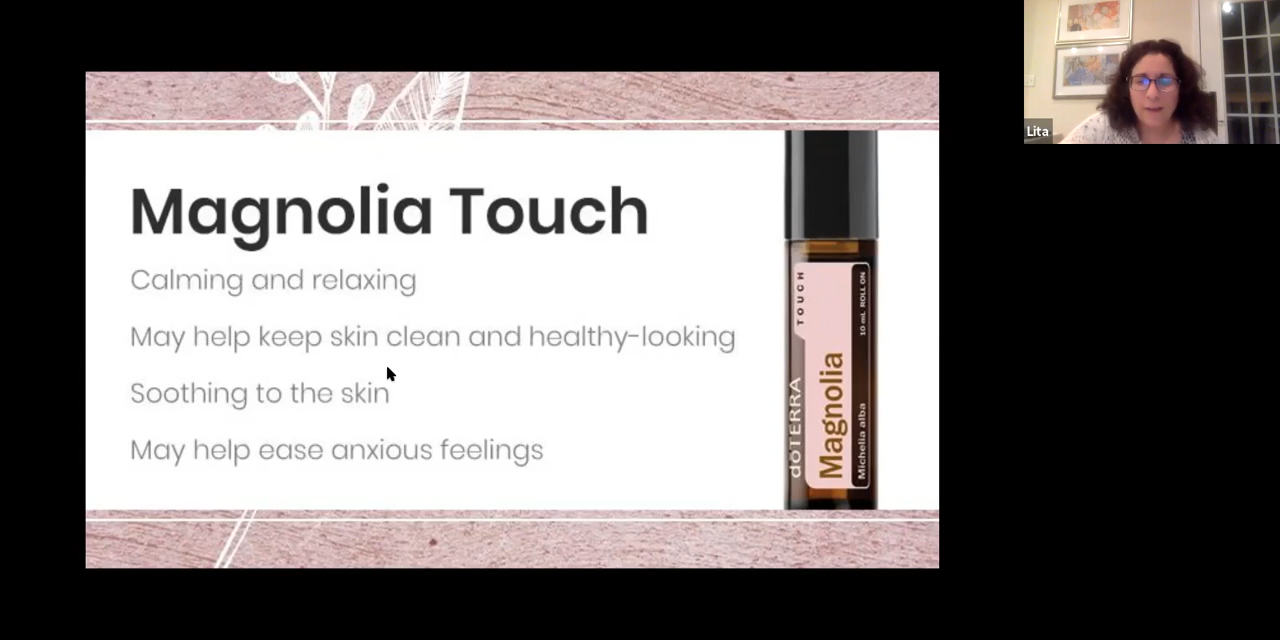 Magnolia Touch
Calming and relaxing
May help keep skin clean and healthy-looking
Soothing to the skin
May help ease anxious feelings
dōTERRA
TOUCH
Magnolia
Michelia alba
10 mL ROLL ON
Lita